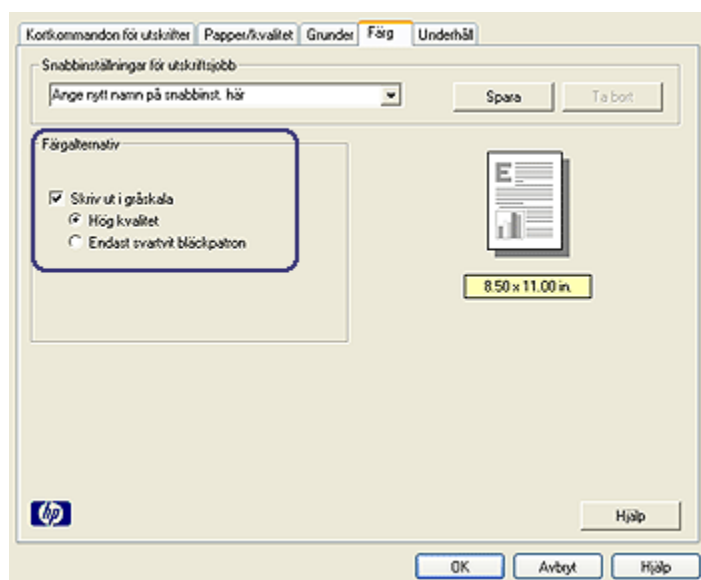 Kortkommandon för utskrifter Papper/kvalitet Grunder Färg Underhåll
Snabbinställningar för utskriftsjobb
Ange nytt namn på snabbinst. här Spara Ta bort
Färgalternativ
Skriv ut i gråskala
Hög kvalitet
Endast svartvit bläckpatron
E
8.50 x 11.00 in.
hp
Hjälp
OK Avbryt Hjälp